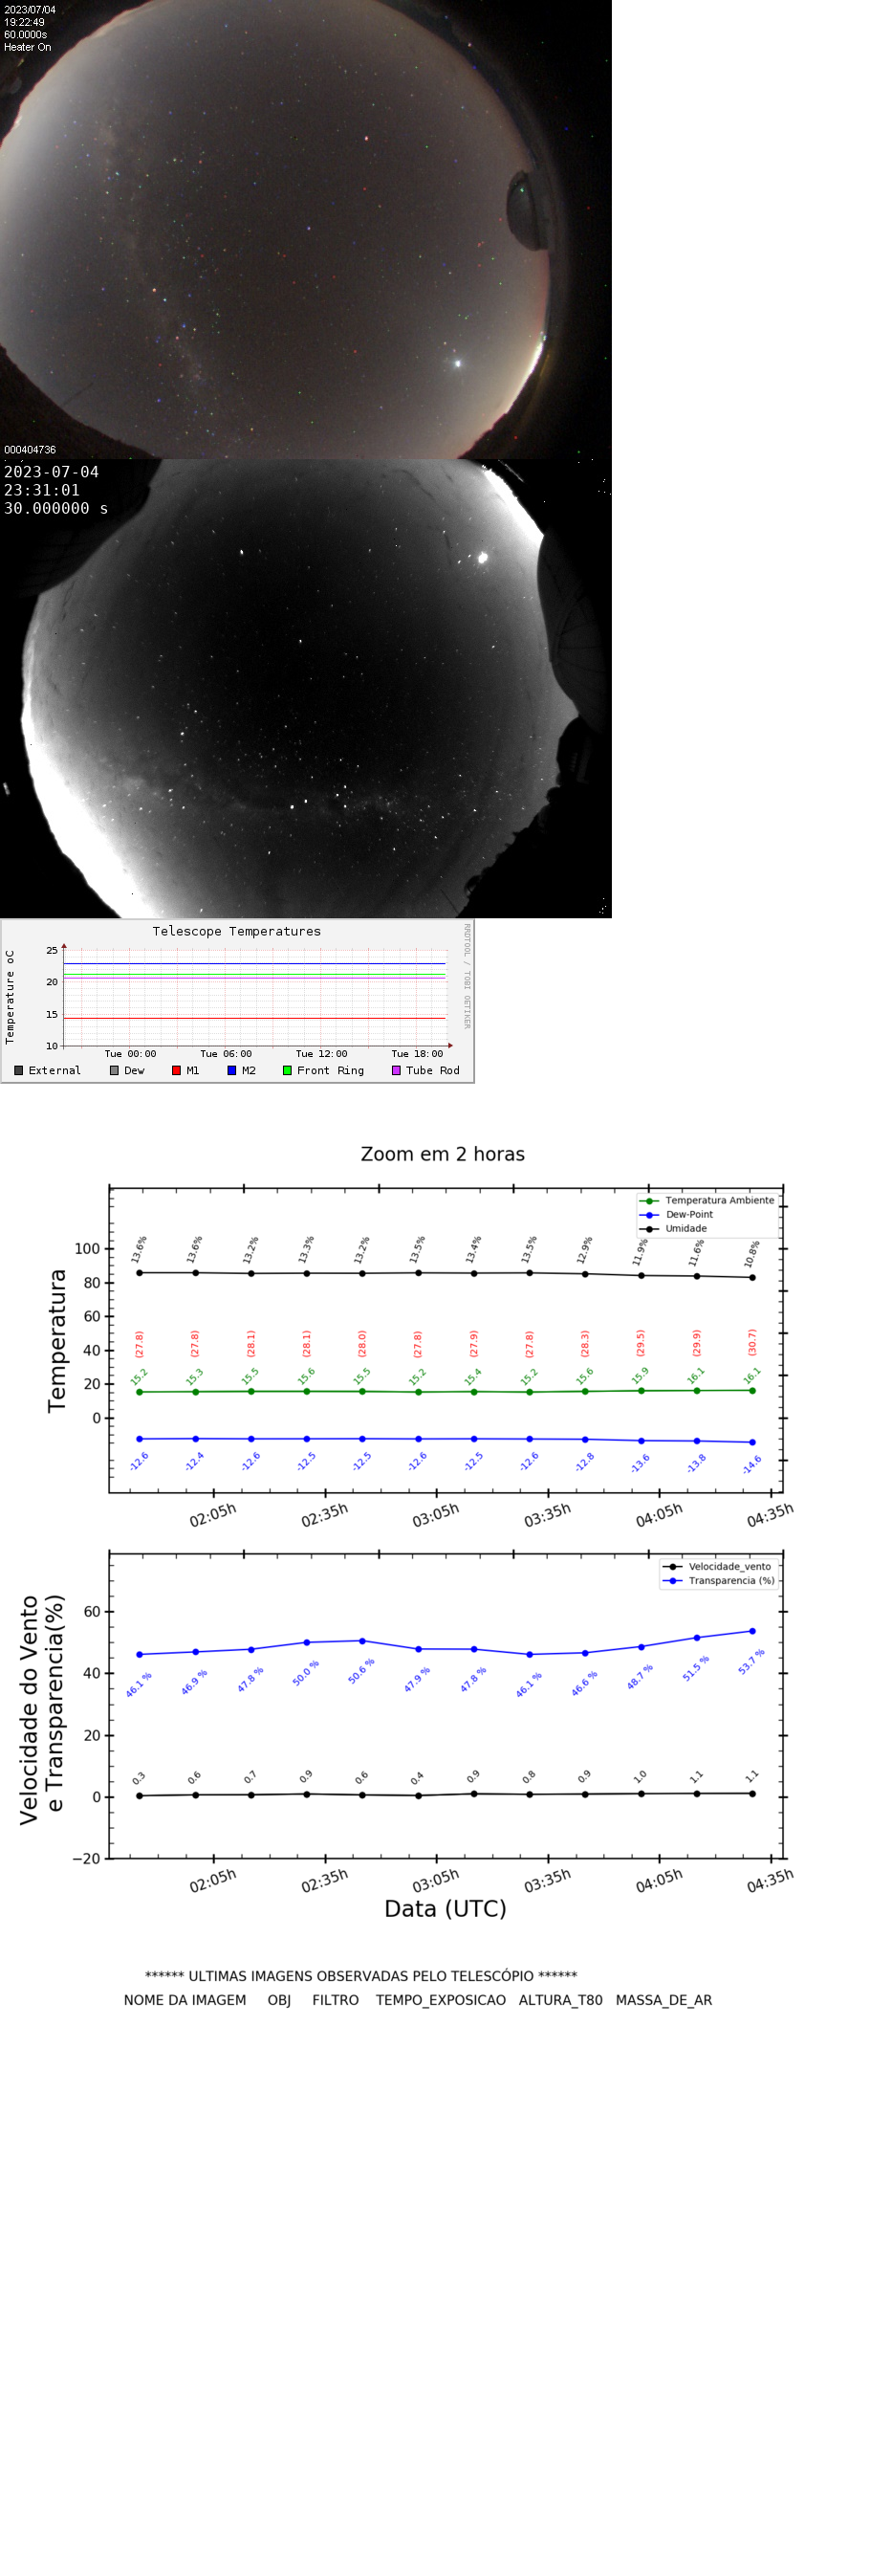 2023/07/04
19:22:49
60.0000s
Heater On
000404736
2023-07-04
23:31:01
30.000000 s
Telescope Temperatures
RRDTOOL / TOBI OETIKER
Temperature oC
25
20
15
10
Tue 00:00 Tue 06:00 Tue 12:00 Tue 18:00
External Dew M1 M2 Front Ring Tube Rod
Zoom em 2 horas
Temperatura
Temperatura Ambiente
Dew-Point
Umidade
100
80
60
40
20
0
13.6% 13.6% 13.2% 13.3% 13.2% 13.5% 13.4% 13.5% 12.9% 11.9% 11.6% 10.8%
(27.8) (27.8) (28.1) (28.1) (28.0) (27.8) (27.9) (27.8) (28.3) (29.5) (29.9) (30.7)
15.2 15.3 15.5 15.6 15.5 15.2 15.4 15.2 15.6 15.9 16.1 16.1
-12.6 -12.4 -12.6 -12.5 -12.5 -12.6 -12.5 -12.6 -12.8 -13.6 -13.8 -14.6
02:05h 02:35h 03:05h 03:35h 04:05h 04:35h
Velocidade do Vento
e Transparencia(%)
Velocidade_vento
Transparencia (%)
60
40
20
0
−20
46.1 % 46.9 % 47.8 % 50.0 % 50.6 % 47.9 % 47.8 % 46.1 % 46.6 % 48.7 % 51.5 % 53.7 %
0.3 0.6 0.7 0.9 0.6 0.4 0.9 0.8 0.9 1.0 1.1 1.1
02:05h 02:35h 03:05h 03:35h 04:05h 04:35h
Data (UTC)
****** ULTIMAS IMAGENS OBSERVADAS PELO TELESCÓPIO ******
NOME DA IMAGEM OBJ FILTRO TEMPO_EXPOSICAO ALTURA_T80 MASSA_DE_AR